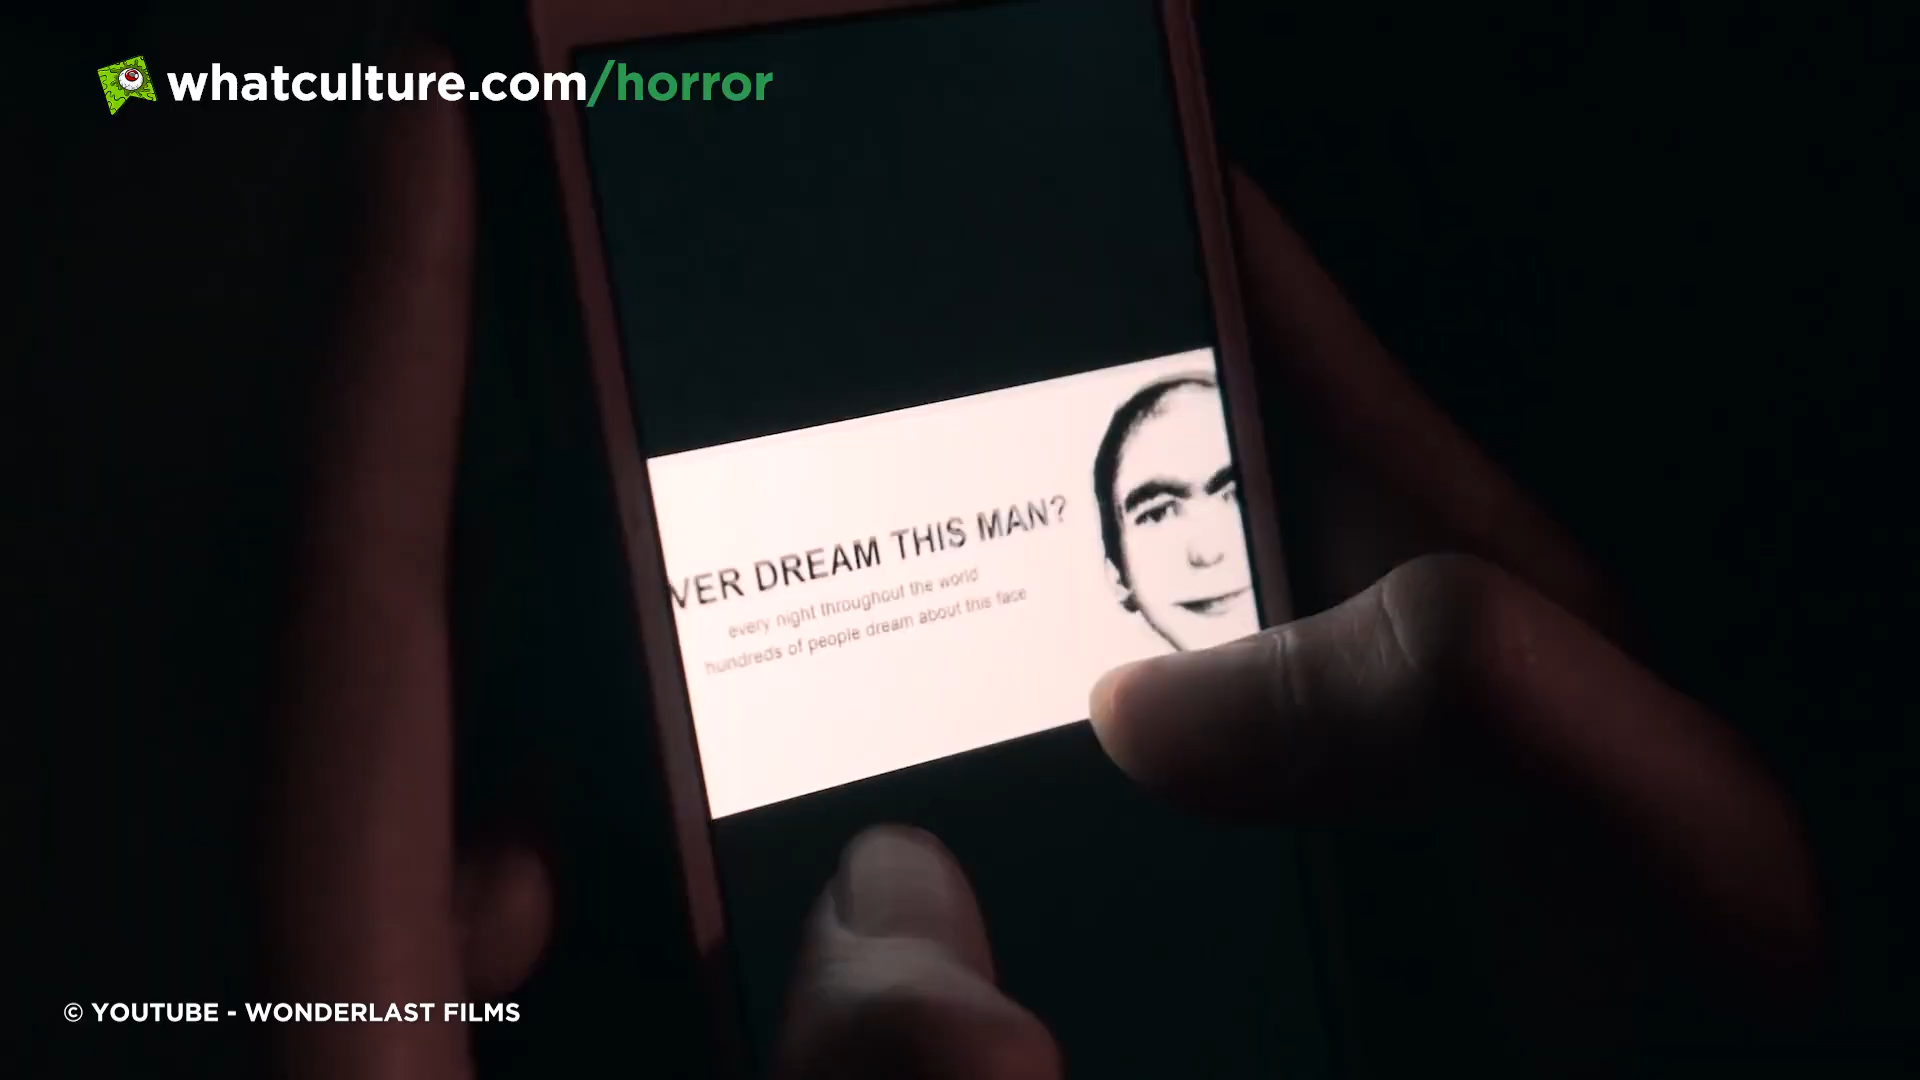 whatculture.com/horror
VER DREAM THIS MAN?
every night throughout the world
hundreds of people dream about this face
© YOUTUBE - WONDERLAST FILMS